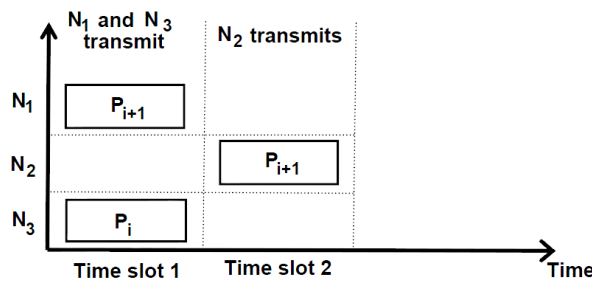 N1 and N3
transmit
N2 transmits
N1
Pi+1
N2
Pi+1
N3
Pi
Time slot 1
Time slot 2
Time